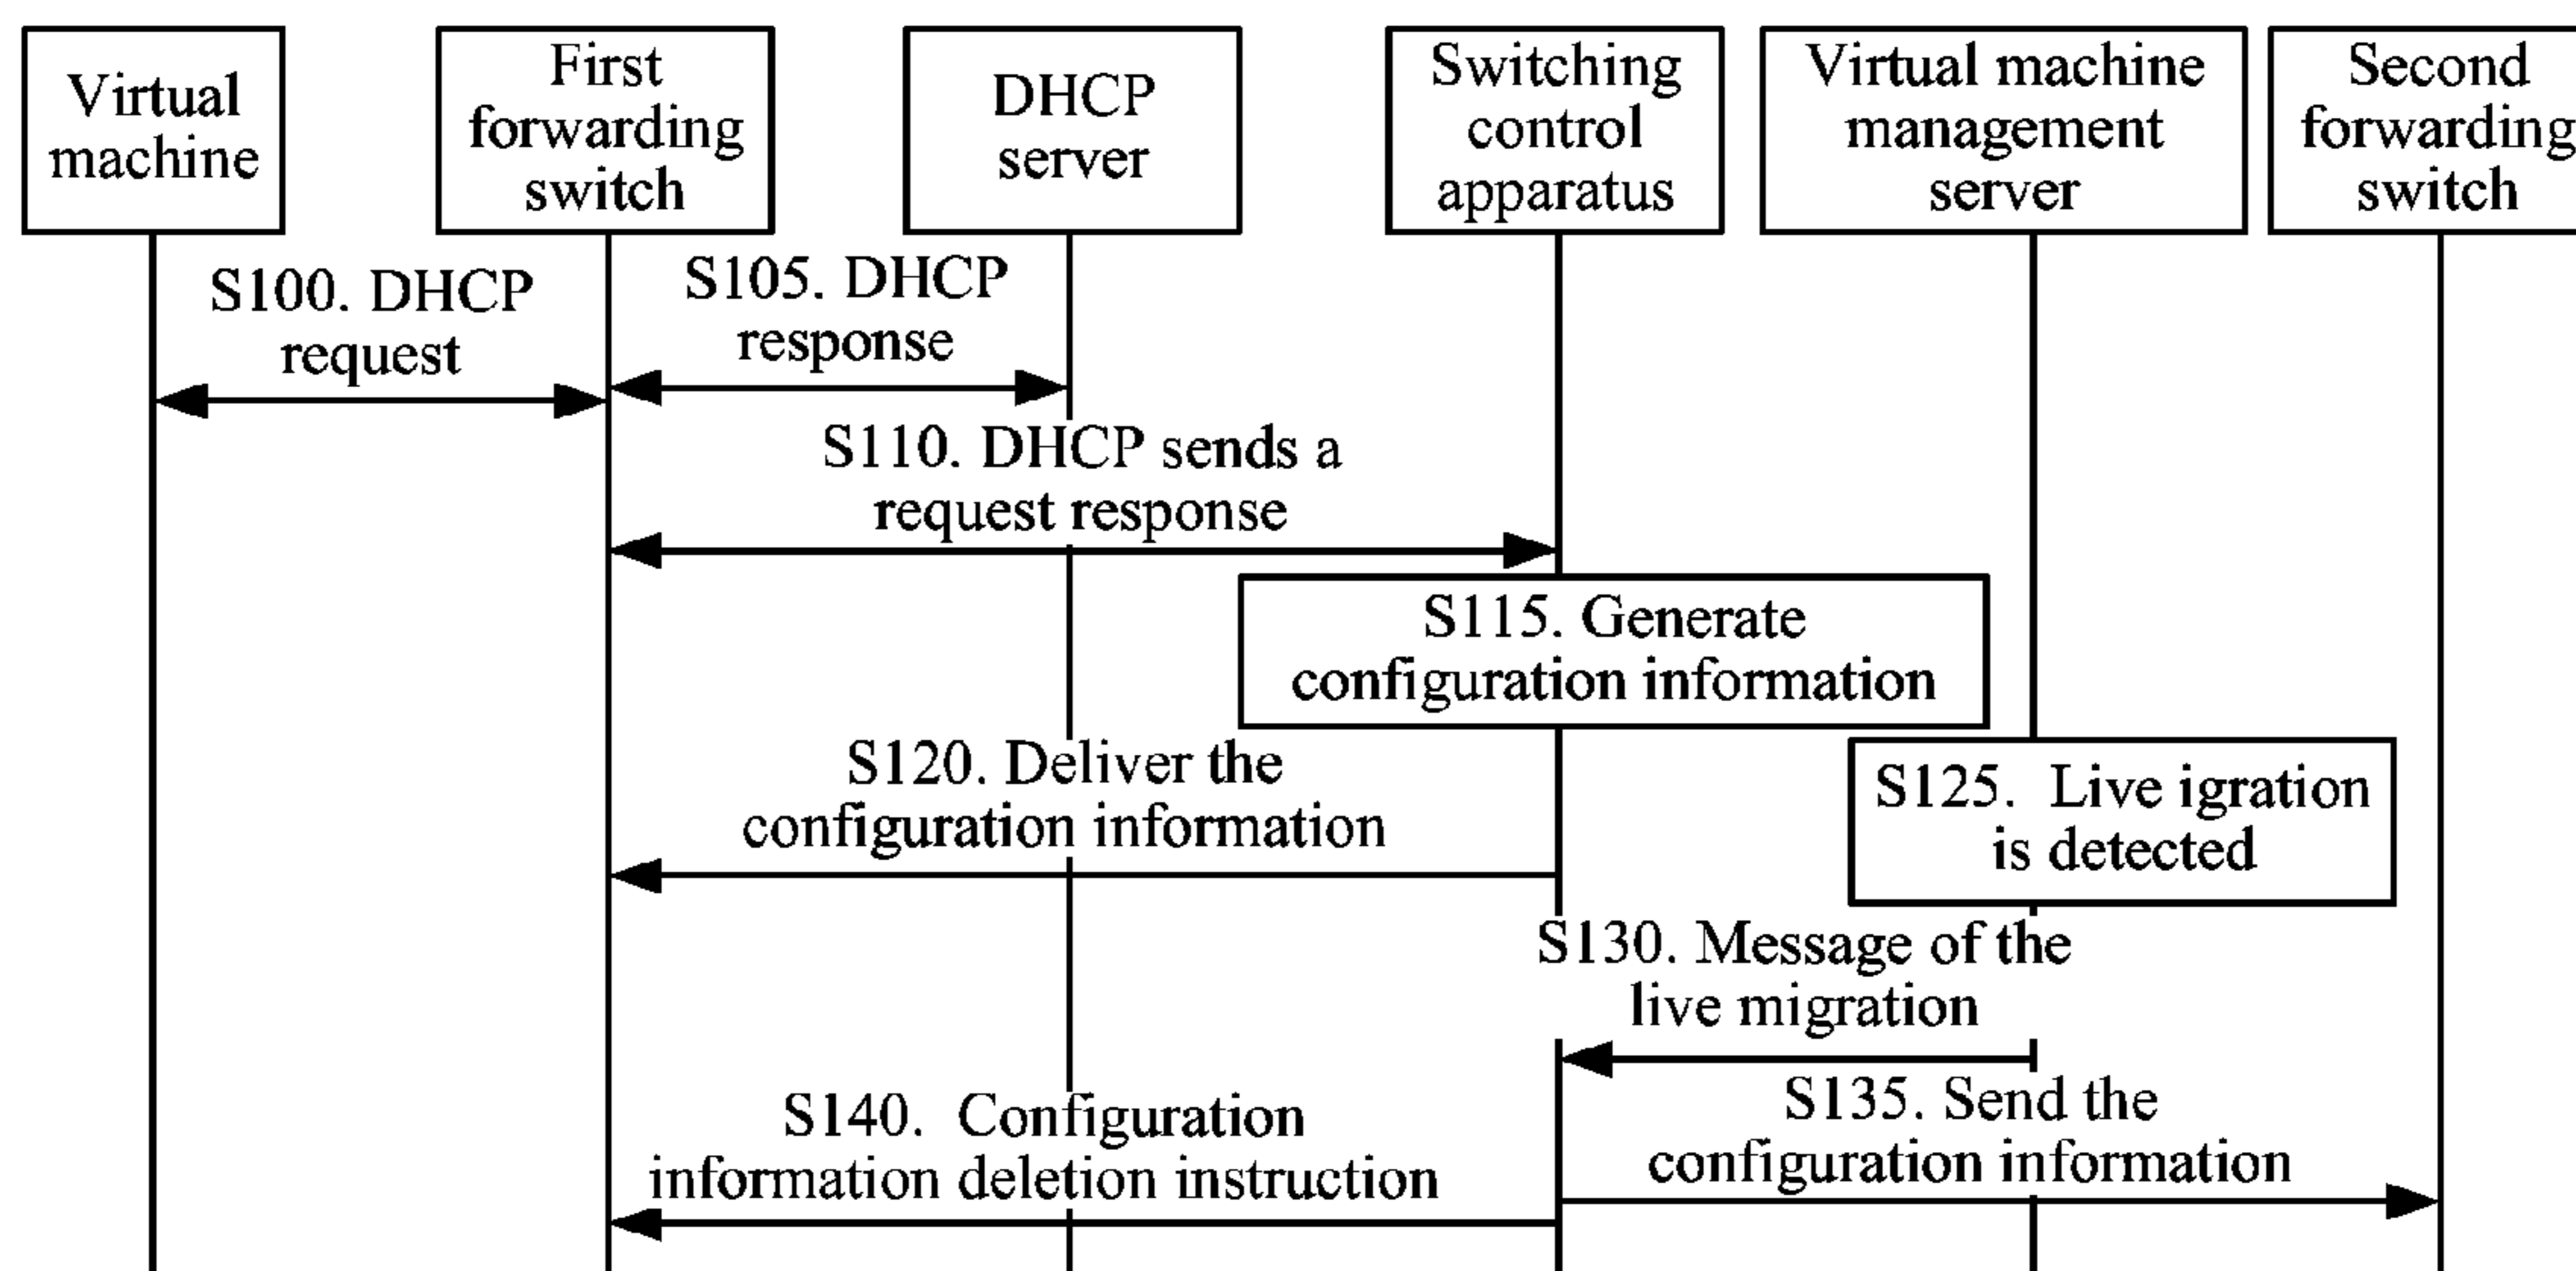 Virtual
machine
First
forwarding
switch
DHCP
server
Switching
control
apparatus
Virtual machine
management
server
Second
forwarding
switch
S100. DHCP
request
S105. DHCP
response
S110. DHCP sends a
request response
S115. Generate
configuration information
S120. Deliver the
configuration information
S125. Live igration
is detected
S130. Message of the
live migration
S135. Send the
configuration information
S140. Configuration
information deletion instruction